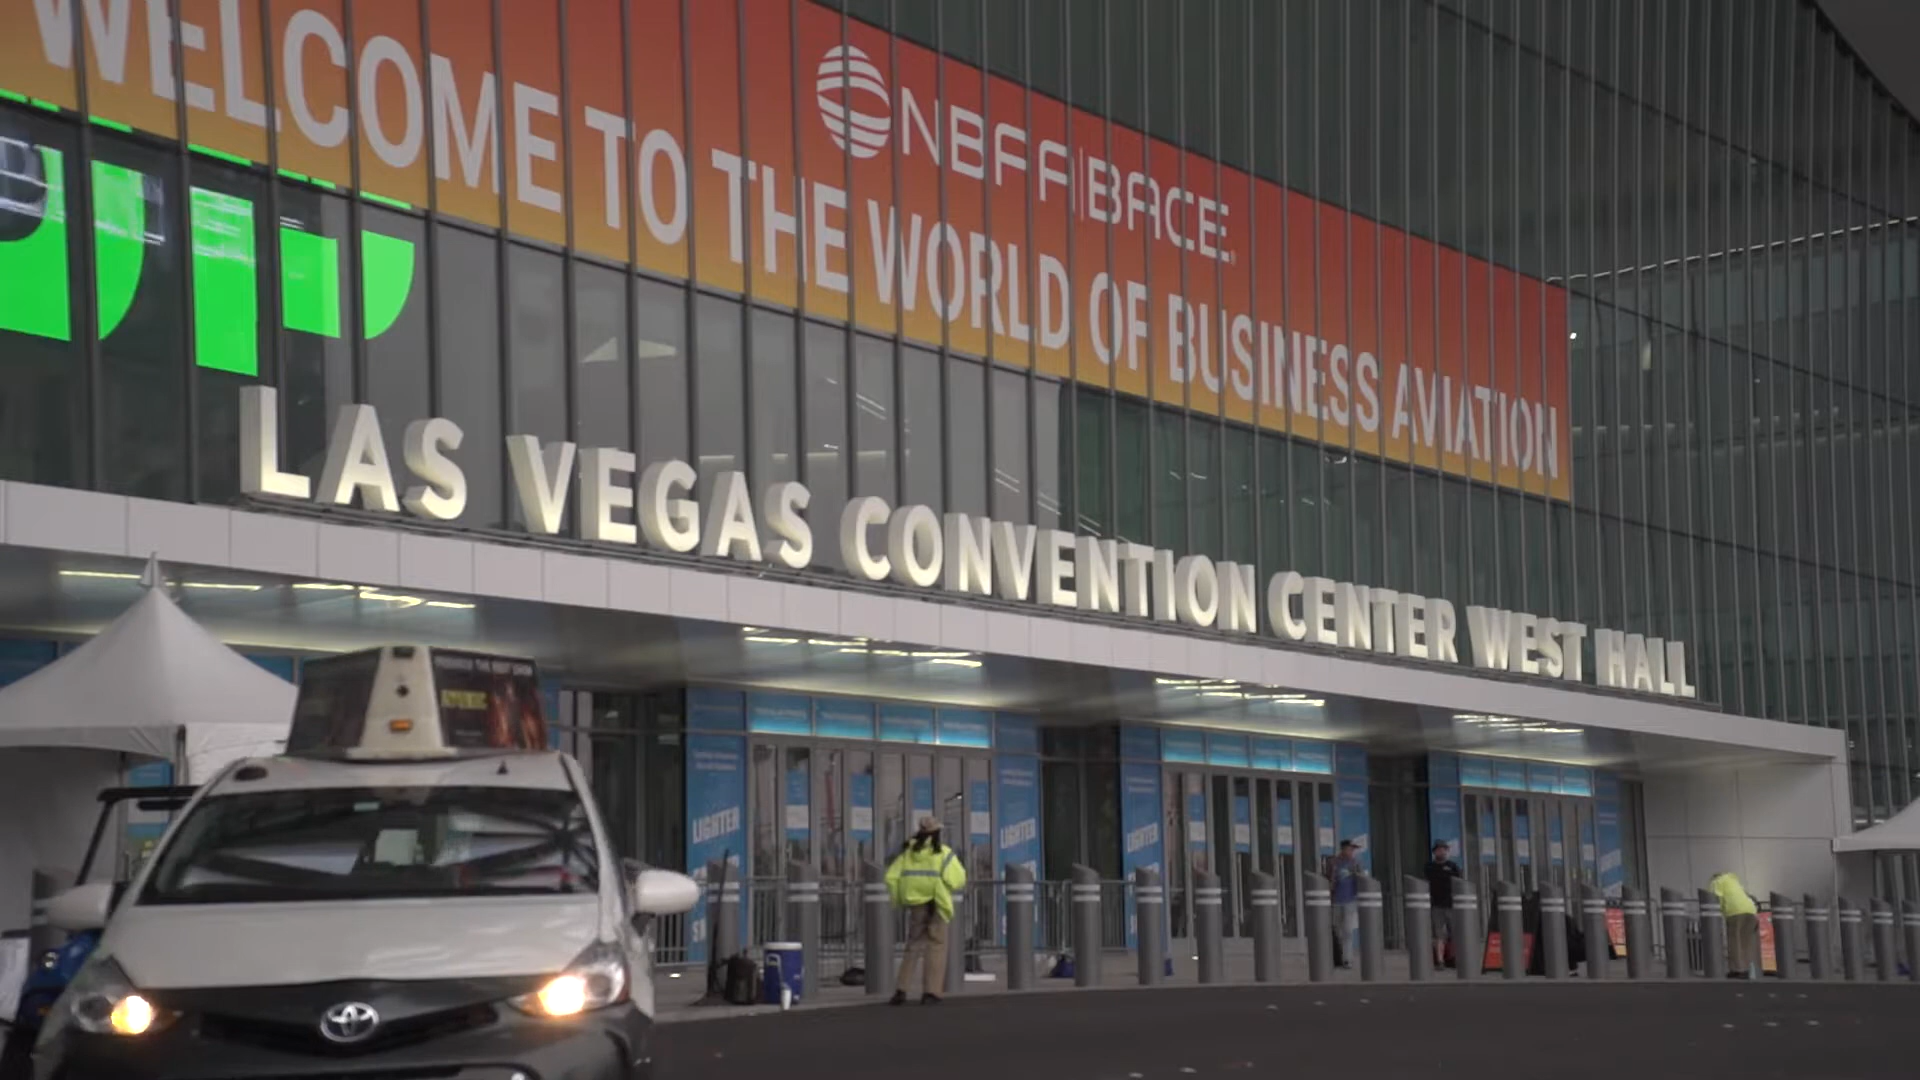 NBAA|BACE
WELCOME TO THE WORLD OF BUSINESS AVIATION
LAS VEGAS CONVENTION CENTER WEST HALL
LIGHTER
LIGHTER
LIGHTER